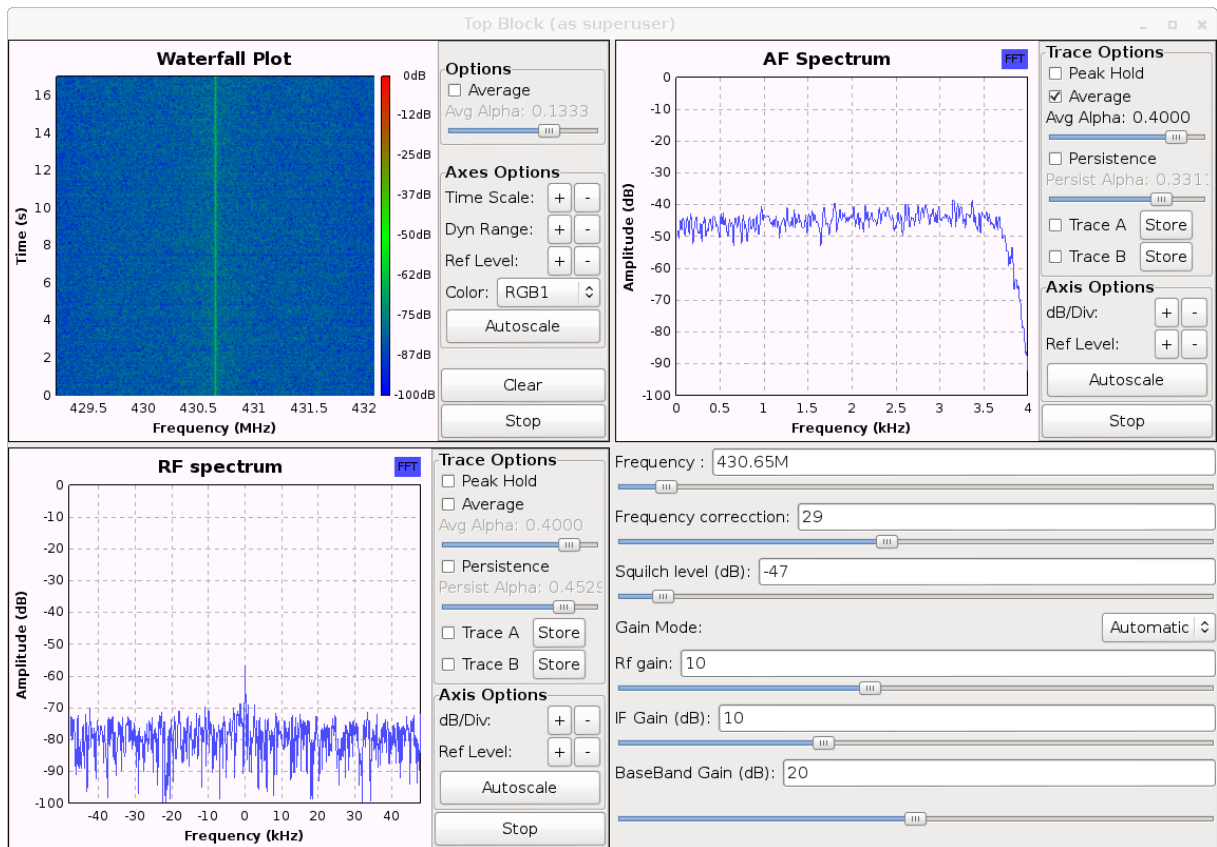 Top Block (as superuser)
Waterfall Plot
16
14
12
10
8
6
4
2
0
Time (s)
429.5 430 430.5 431 431.5 432
Frequency (MHz)
0dB
-12dB
-25dB
-37dB
-50dB
-62dB
-75dB
-87dB
-100dB
Options
Average
Avg Alpha: 0.1333
Axes Options
Time Scale: + -
Dyn Range: + -
Ref Level: + -
Color: RGB1
Autoscale
Clear
Stop
AF Spectrum
FFT
0
-10
-20
-30
-40
-50
-60
-70
-80
-90
-100
Amplitude (dB)
0 0.5 1 1.5 2 2.5 3 3.5 4
Frequency (kHz)
Trace Options
Peak Hold
Average
Avg Alpha: 0.4000
Persistence
Persist Alpha: 0.3311
Trace A Store
Trace B Store
Axis Options
dB/Div: + -
Ref Level: + -
Autoscale
Stop
RF spectrum
FFT
0
-10
-20
-30
-40
-50
-60
-70
-80
-90
-100
Amplitude (dB)
-40 -30 -20 -10 0 10 20 30 40
Frequency (kHz)
Trace Options
Peak Hold
Average
Avg Alpha: 0.4000
Persistence
Persist Alpha: 0.4529
Trace A Store
Trace B Store
Axis Options
dB/Div: + -
Ref Level: + -
Autoscale
Stop
Frequency : 430.65M
Frequency correcction: 29
Squilch level (dB): -47
Gain Mode: Automatic
Rf gain: 10
IF Gain (dB): 10
BaseBand Gain (dB): 20